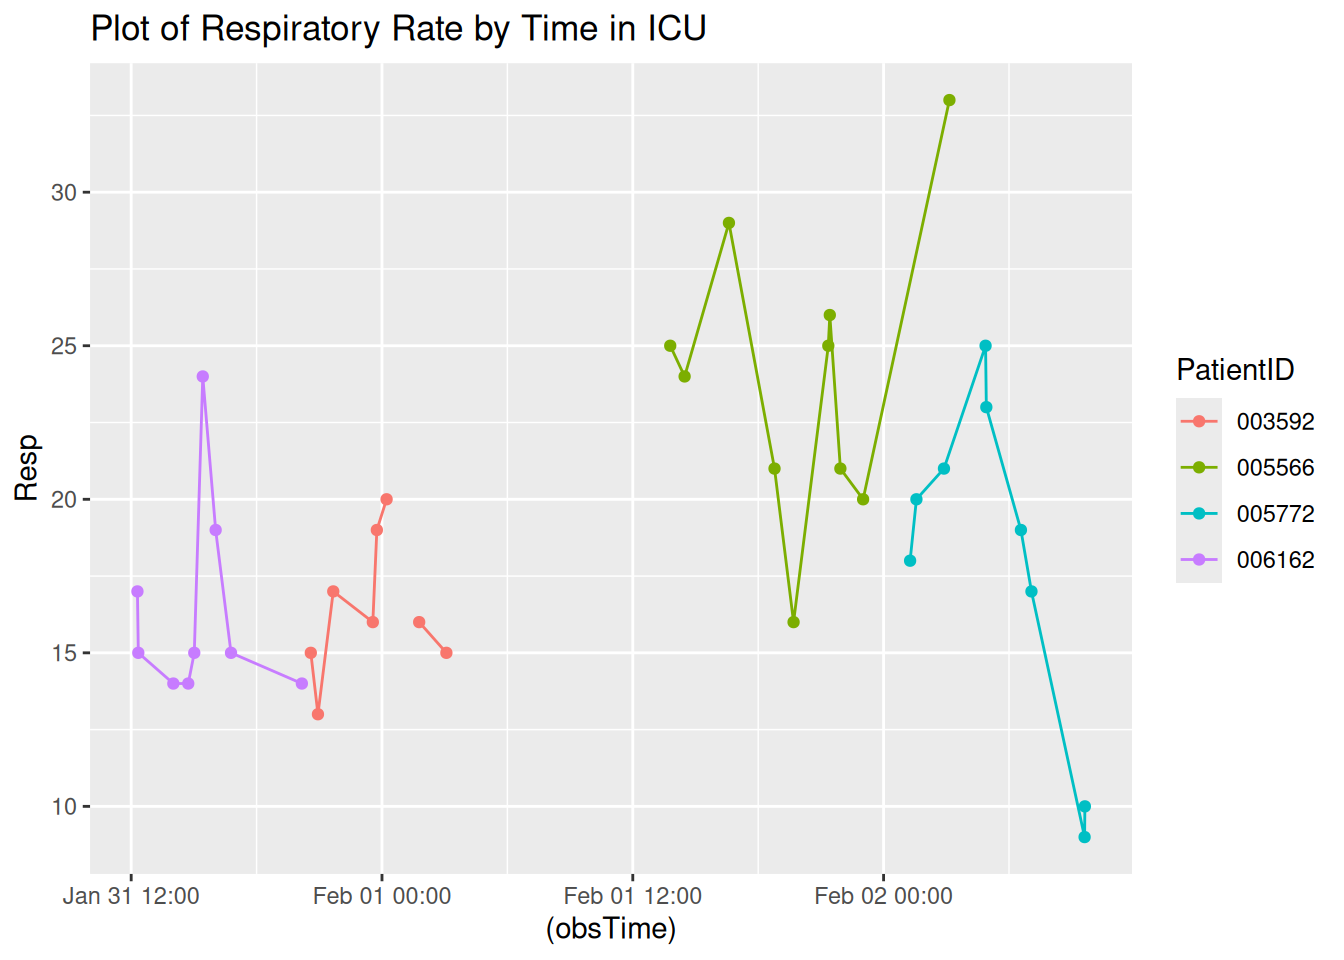 Plot of Respiratory Rate by Time in ICU
Resp
30
25
20
15
10
Jan 31 12:00
Feb 01 00:00
Feb 01 12:00
Feb 02 00:00
(obsTime)
PatientID
003592
005566
005772
006162